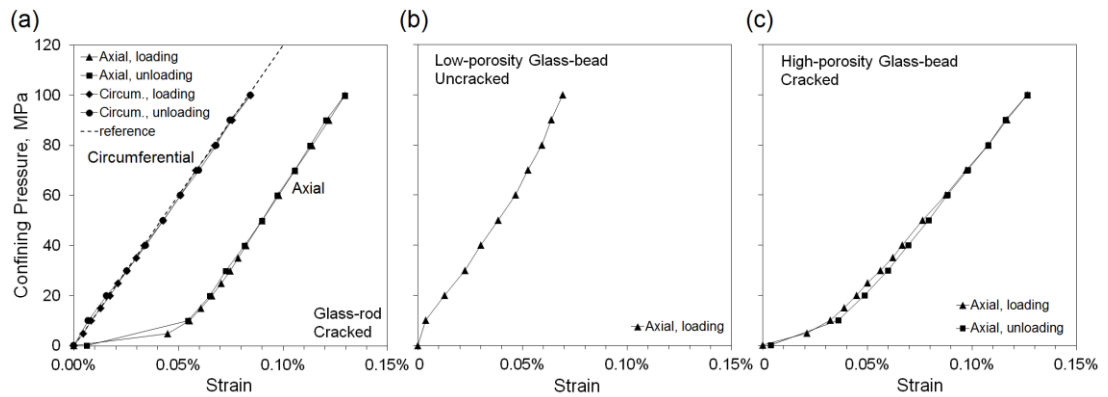 (a)
(b)
(c)
120
100
80
60
40
20
0
Confining Pressure, MPa
Axial, loading
Axial, unloading
Circum., loading
Circum., unloading
reference
Circumferential
Axial
Glass-rod
Cracked
0.00%
0.05%
0.10%
0.15%
Strain
Low-porosity Glass-bead
Uncracked
Axial, loading
0
0.05%
0.10%
0.15%
Strain
High-porosity Glass-bead
Cracked
Axial, loading
Axial, unloading
0
0.05%
0.10%
0.15%
Strain